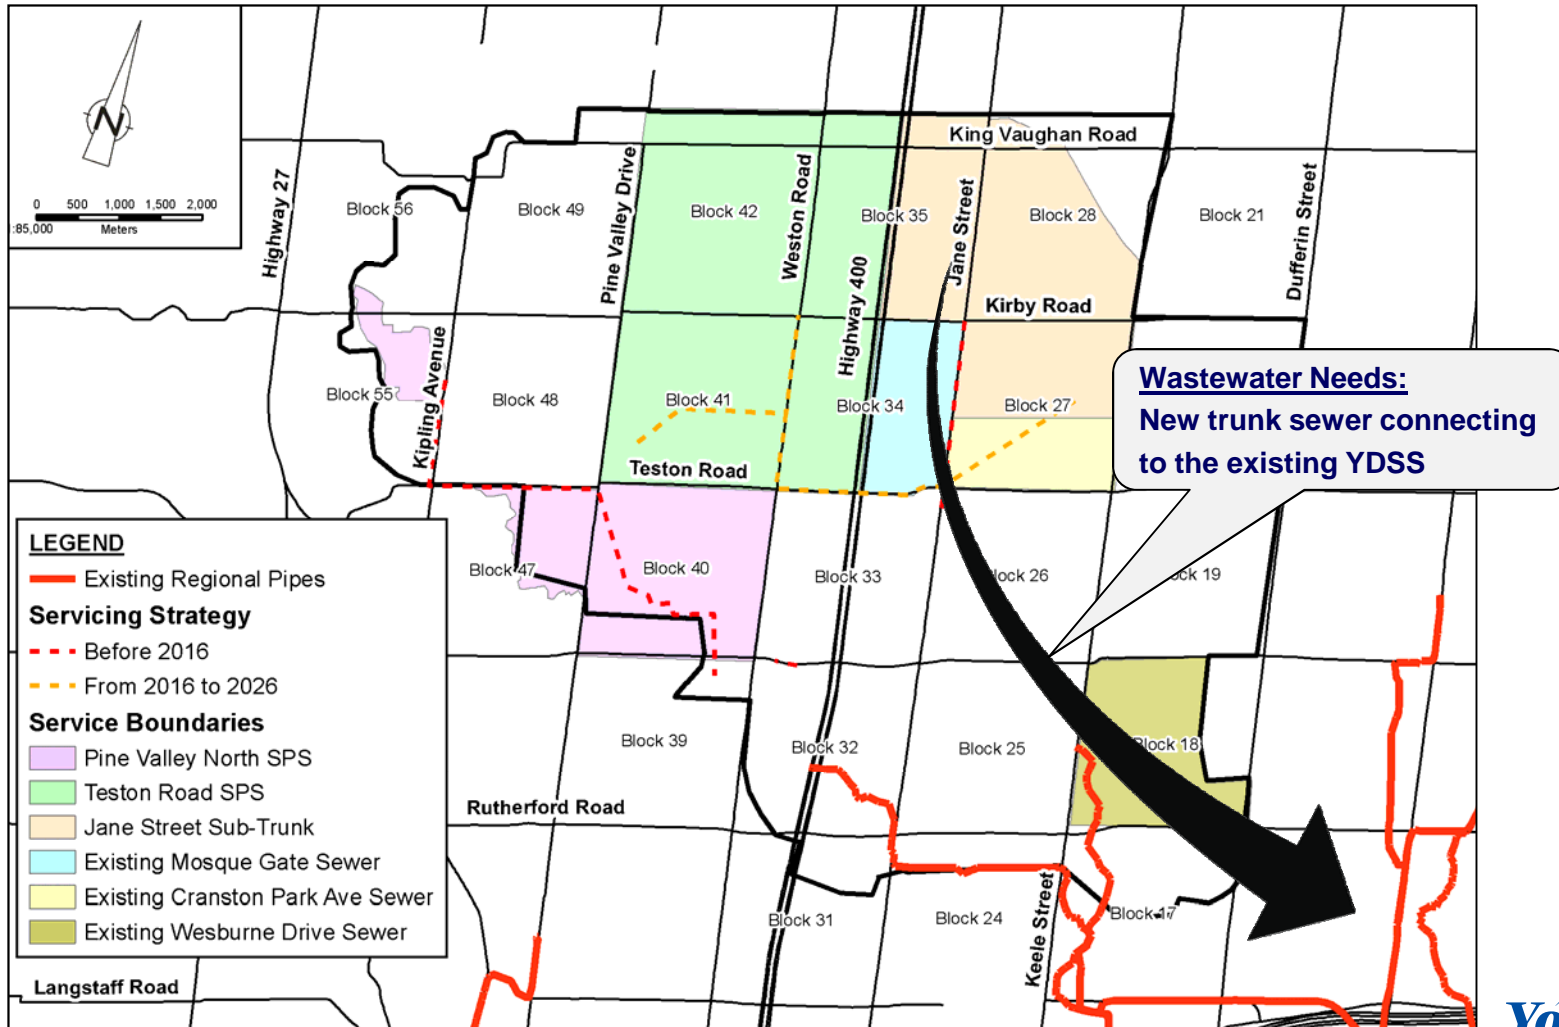 N
0 500 1,000 1,500 2,000
:85,000 Meters
King Vaughan Road
Highway 27
Pine Valley Drive
Weston Road
Jane Street
Dufferin Street
Block 56
Block 49
Block 42
Block 35
Block 28
Block 21
Highway 400
Kirby Road
Kipling Avenue
Block 55
Block 48
Block 41
Block 34
Block 27
Teston Road
Wastewater Needs:
New trunk sewer connecting
to the existing YDSS
Block 47
Block 40
Block 33
26
19
LEGEND
Existing Regional Pipes
Servicing Strategy
Before 2016
From 2016 to 2026
Service Boundaries
Pine Valley North SPS
Teston Road SPS
Jane Street Sub-Trunk
Existing Mosque Gate Sewer
Existing Cranston Park Ave Sewer
Existing Wesburne Drive Sewer
Block 39
Block 32
Block 25
Block 18
Rutherford Road
Block 31
Block 24
Block 17
Keele Street
Langstaff Road